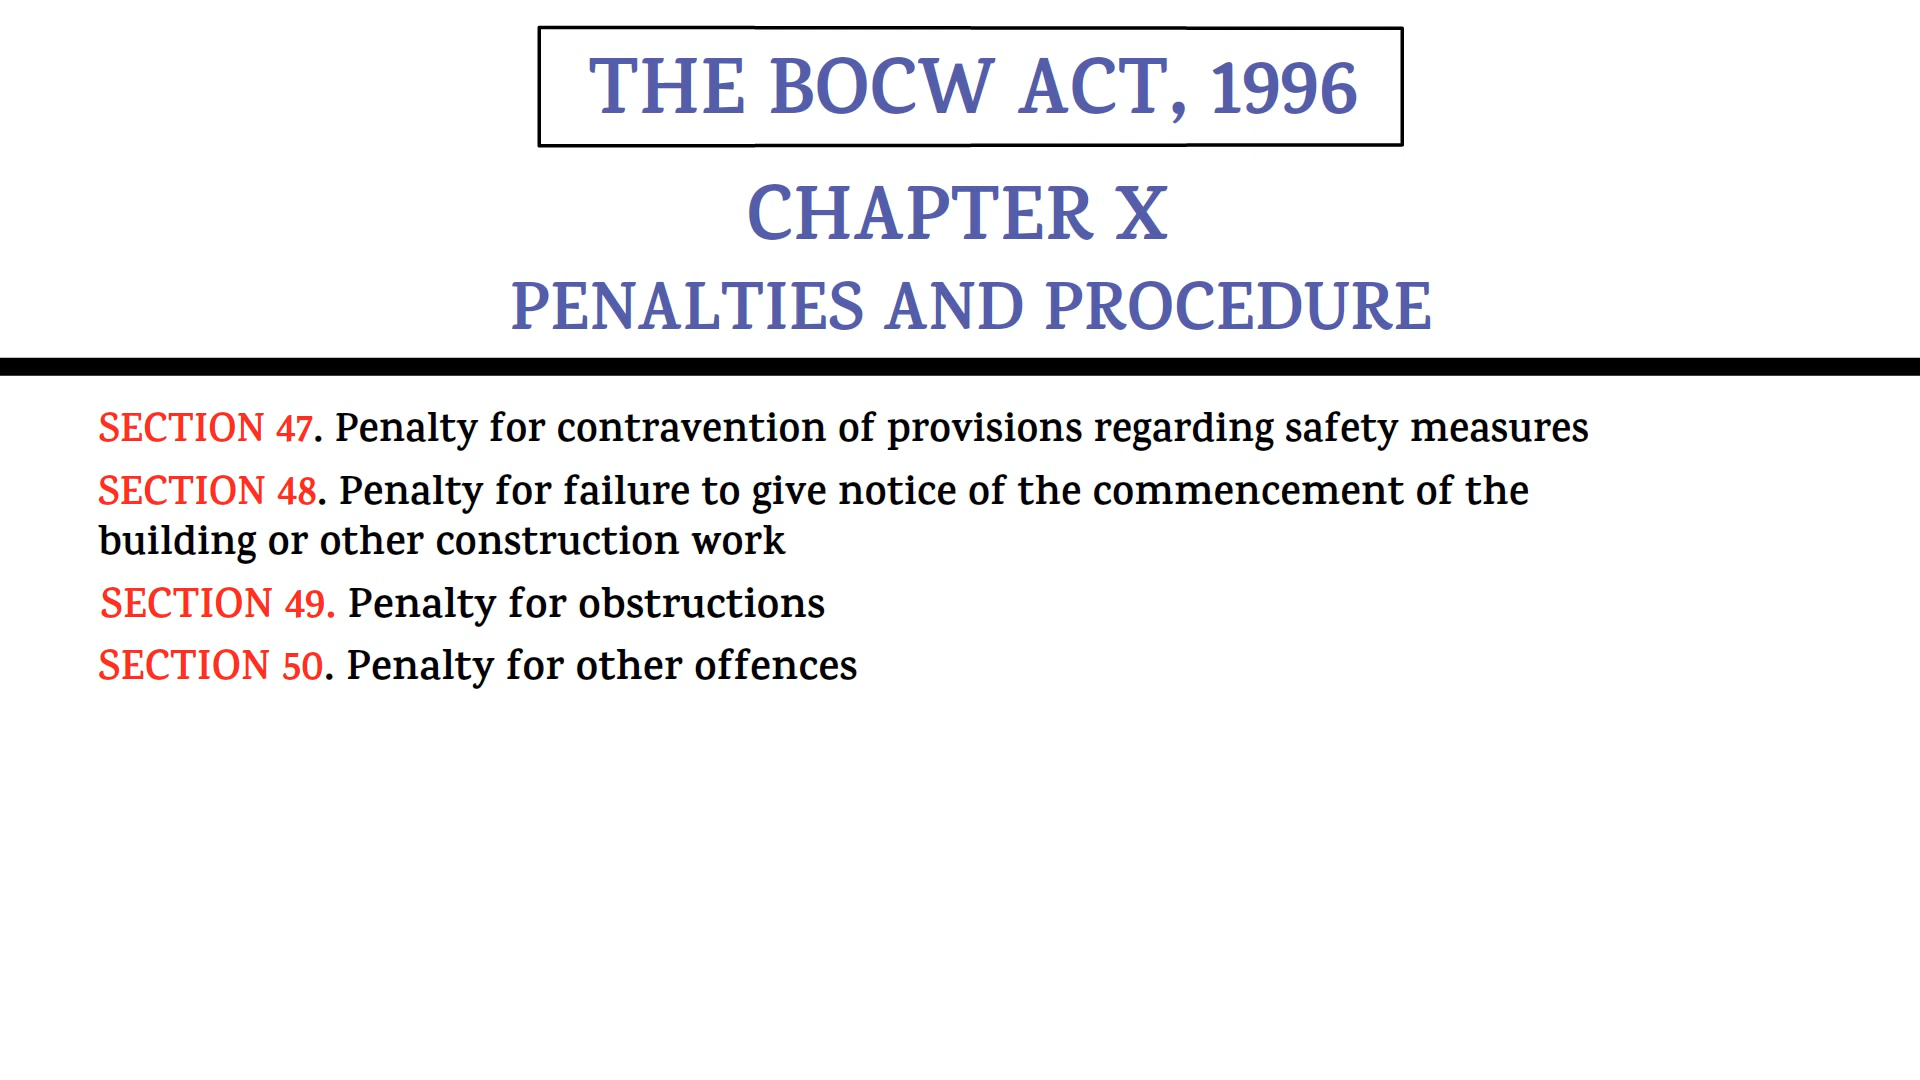 THE BOCW ACT, 1996
CHAPTER X
PENALTIES AND PROCEDURE
SECTION 47. Penalty for contravention of provisions regarding safety measures
SECTION 48. Penalty for failure to give notice of the commencement of the
building or other construction work
SECTION 49. Penalty for obstructions
SECTION 50. Penalty for other offences